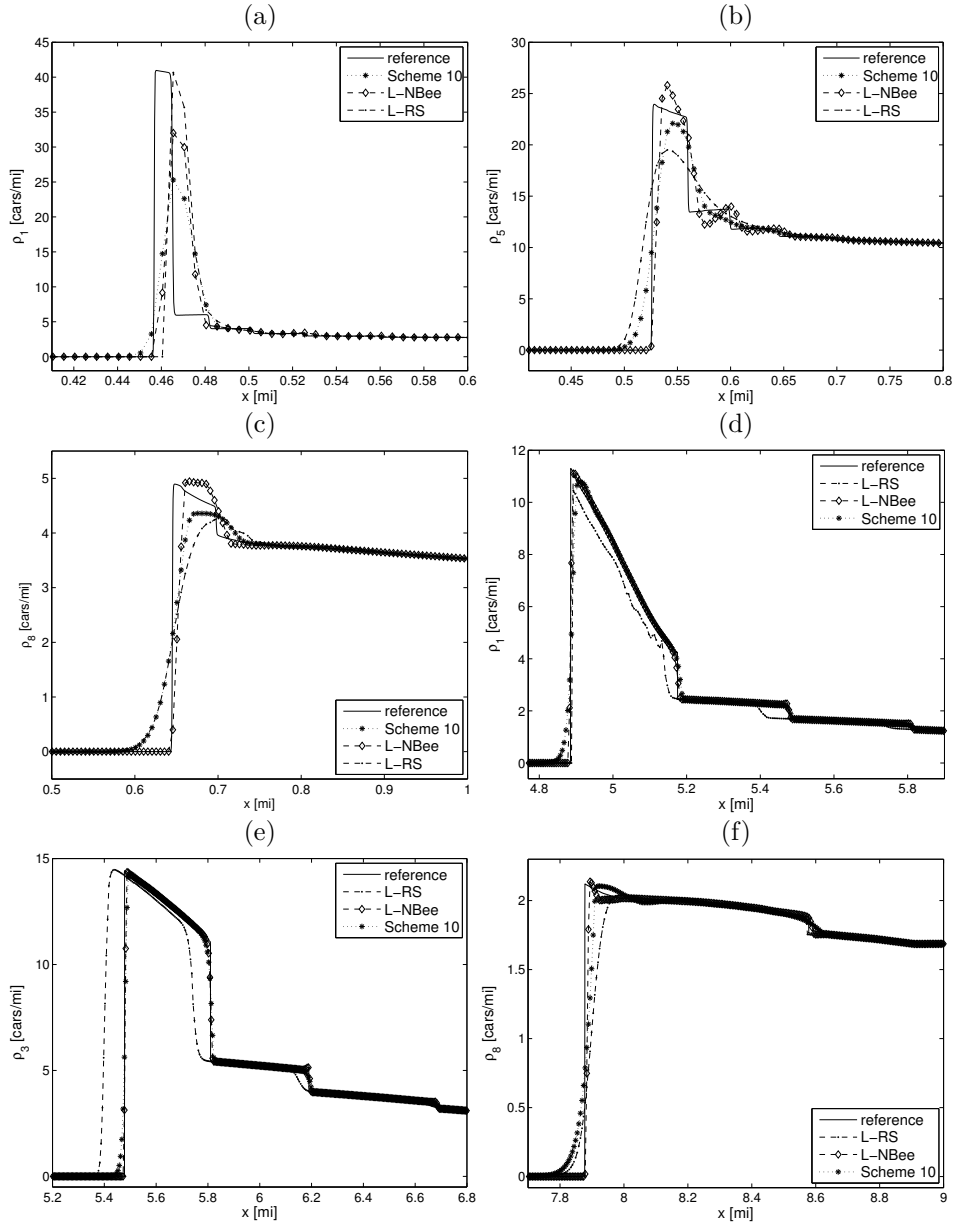 (a)
45
40
35
30
25
20
15
10
5
0
ρ1 [cars/mi]
0.42 0.44 0.46 0.48 0.5 0.52 0.54 0.56 0.58 0.6
x [mi]
reference
Scheme 10
L−NBee
L−RS
(b)
30
25
20
15
10
5
0
ρ5 [cars/mi]
0.45 0.5 0.55 0.6 0.65 0.7 0.75 0.8
x [mi]
reference
Scheme 10
L−NBee
L−RS
(c)
5
4
3
2
1
0
ρ8 [cars/mi]
0.5 0.6 0.7 0.8 0.9 1
x [mi]
reference
Scheme 10
L−NBee
L−RS
(d)
12
10
8
6
4
2
0
ρ1 [cars/mi]
4.8 5 5.2 5.4 5.6 5.8
x [mi]
reference
L−RS
L−NBee
Scheme 10
(e)
15
10
5
0
ρ3 [cars/mi]
5.2 5.4 5.6 5.8 6 6.2 6.4 6.6 6.8
x [mi]
reference
L−RS
L−NBee
Scheme 10
(f)
2
1.5
1
0.5
0
ρ8 [cars/mi]
7.8 8 8.2 8.4 8.6 8.8 9
x [mi]
reference
L−RS
L−NBee
Scheme 10